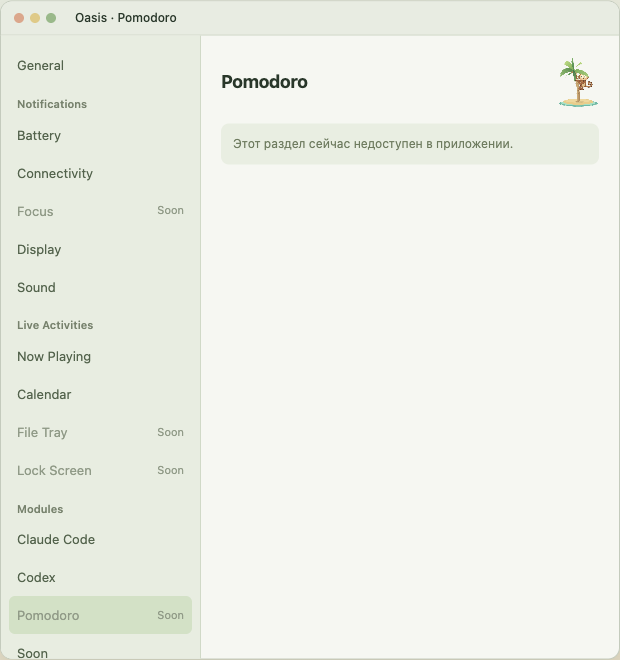 Oasis · Pomodoro
General
Notifications
Battery
Connectivity
Focus Soon
Display
Sound
Live Activities
Now Playing
Calendar
File Tray Soon
Lock Screen Soon
Modules
Claude Code
Codex
Pomodoro Soon
Soon
Pomodoro
Этот раздел сейчас недоступен в приложении.